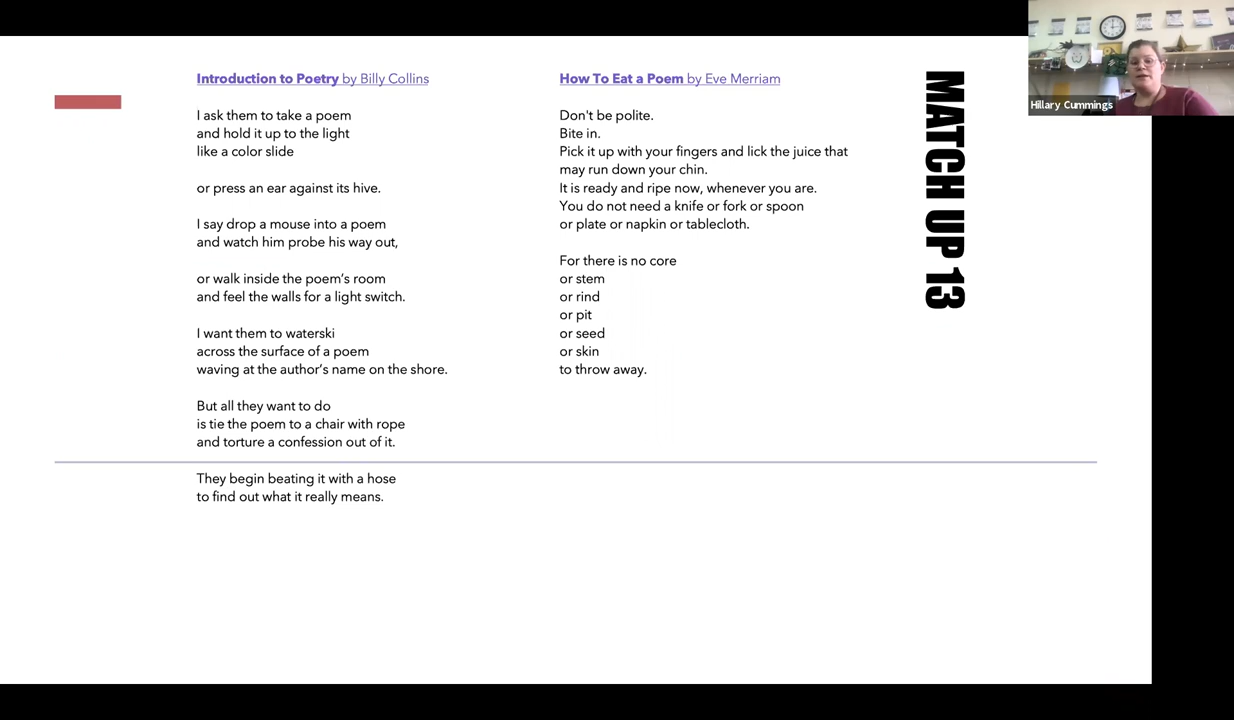 Introduction to Poetry by Billy Collins
I ask them to take a poem
and hold it up to the light
like a color slide
or press an ear against its hive.
I say drop a mouse into a poem
and watch him probe his way out,
or walk inside the poem's room
and feel the walls for a light switch.
I want them to waterski
across the surface of a poem
waving at the author's name on the shore.
But all they want to do
is tie the poem to a chair with rope
and torture a confession out of it.
They begin beating it with a hose
to find out what it really means.
How To Eat a Poem by Eve Merriam
Don't be polite.
Bite in.
Pick it up with your fingers and lick the juice that
may run down your chin.
It is ready and ripe now, whenever you are.
You do not need a knife or fork or spoon
or plate or napkin or tablecloth.
For there is no core
or stem
or rind
or pit
or seed
or skin
to throw away.
MATCH UP 13
Hillary Cummings